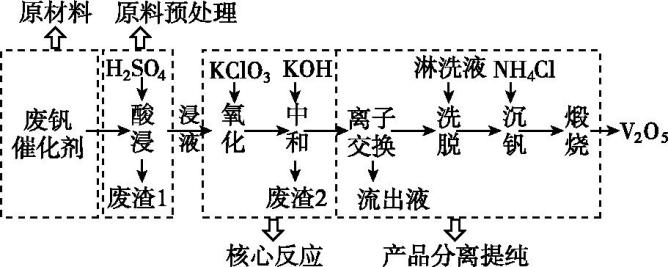 原材料
原料预处理
H₂SO₄
KClO₃
KOH
淋洗液
NH₄Cl
废钒
催化剂
酸浸
浸液
氧化
中和
离子
交换
洗脱
沉钒
煅烧
V₂O₅
废渣1
废渣2
流出液
核心反应
产品分离提纯